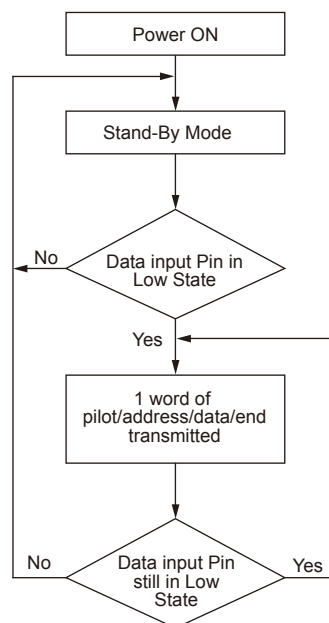 Power ON
Stand-By Mode
No
Data input Pin in
Low State
Yes
1 word of
pilot/address/data/end
transmitted
No
Data input Pin
still in Low
State
Yes